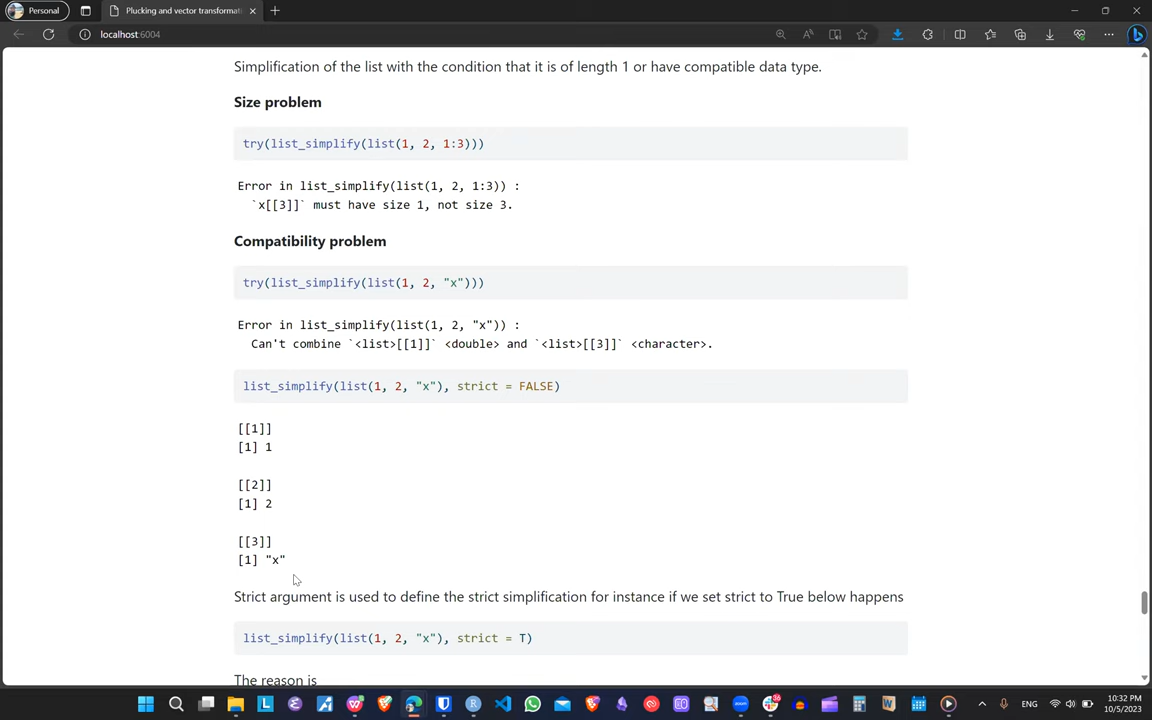 Personal
Plucking and vector transformati
localhost:6004
Simplification of the list with the condition that it is of length 1 or have compatible data type.
Size problem
try(list_simplify(list(1, 2, 1:3)))
Error in list_simplify(list(1, 2, 1:3)) :
`x[[3]]` must have size 1, not size 3.
Compatibility problem
try(list_simplify(list(1, 2, "x")))
Error in list_simplify(list(1, 2, "x")) :
Can't combine `<list>[[1]]` <double> and `<list>[[3]]` <character>.
list_simplify(list(1, 2, "x"), strict = FALSE)
[[1]]
[1] 1
[[2]]
[1] 2
[[3]]
[1] "x"
Strict argument is used to define the strict simplification for instance if we set strict to True below happens
list_simplify(list(1, 2, "x"), strict = T)
The reason is
10:32 PM
10/5/2023